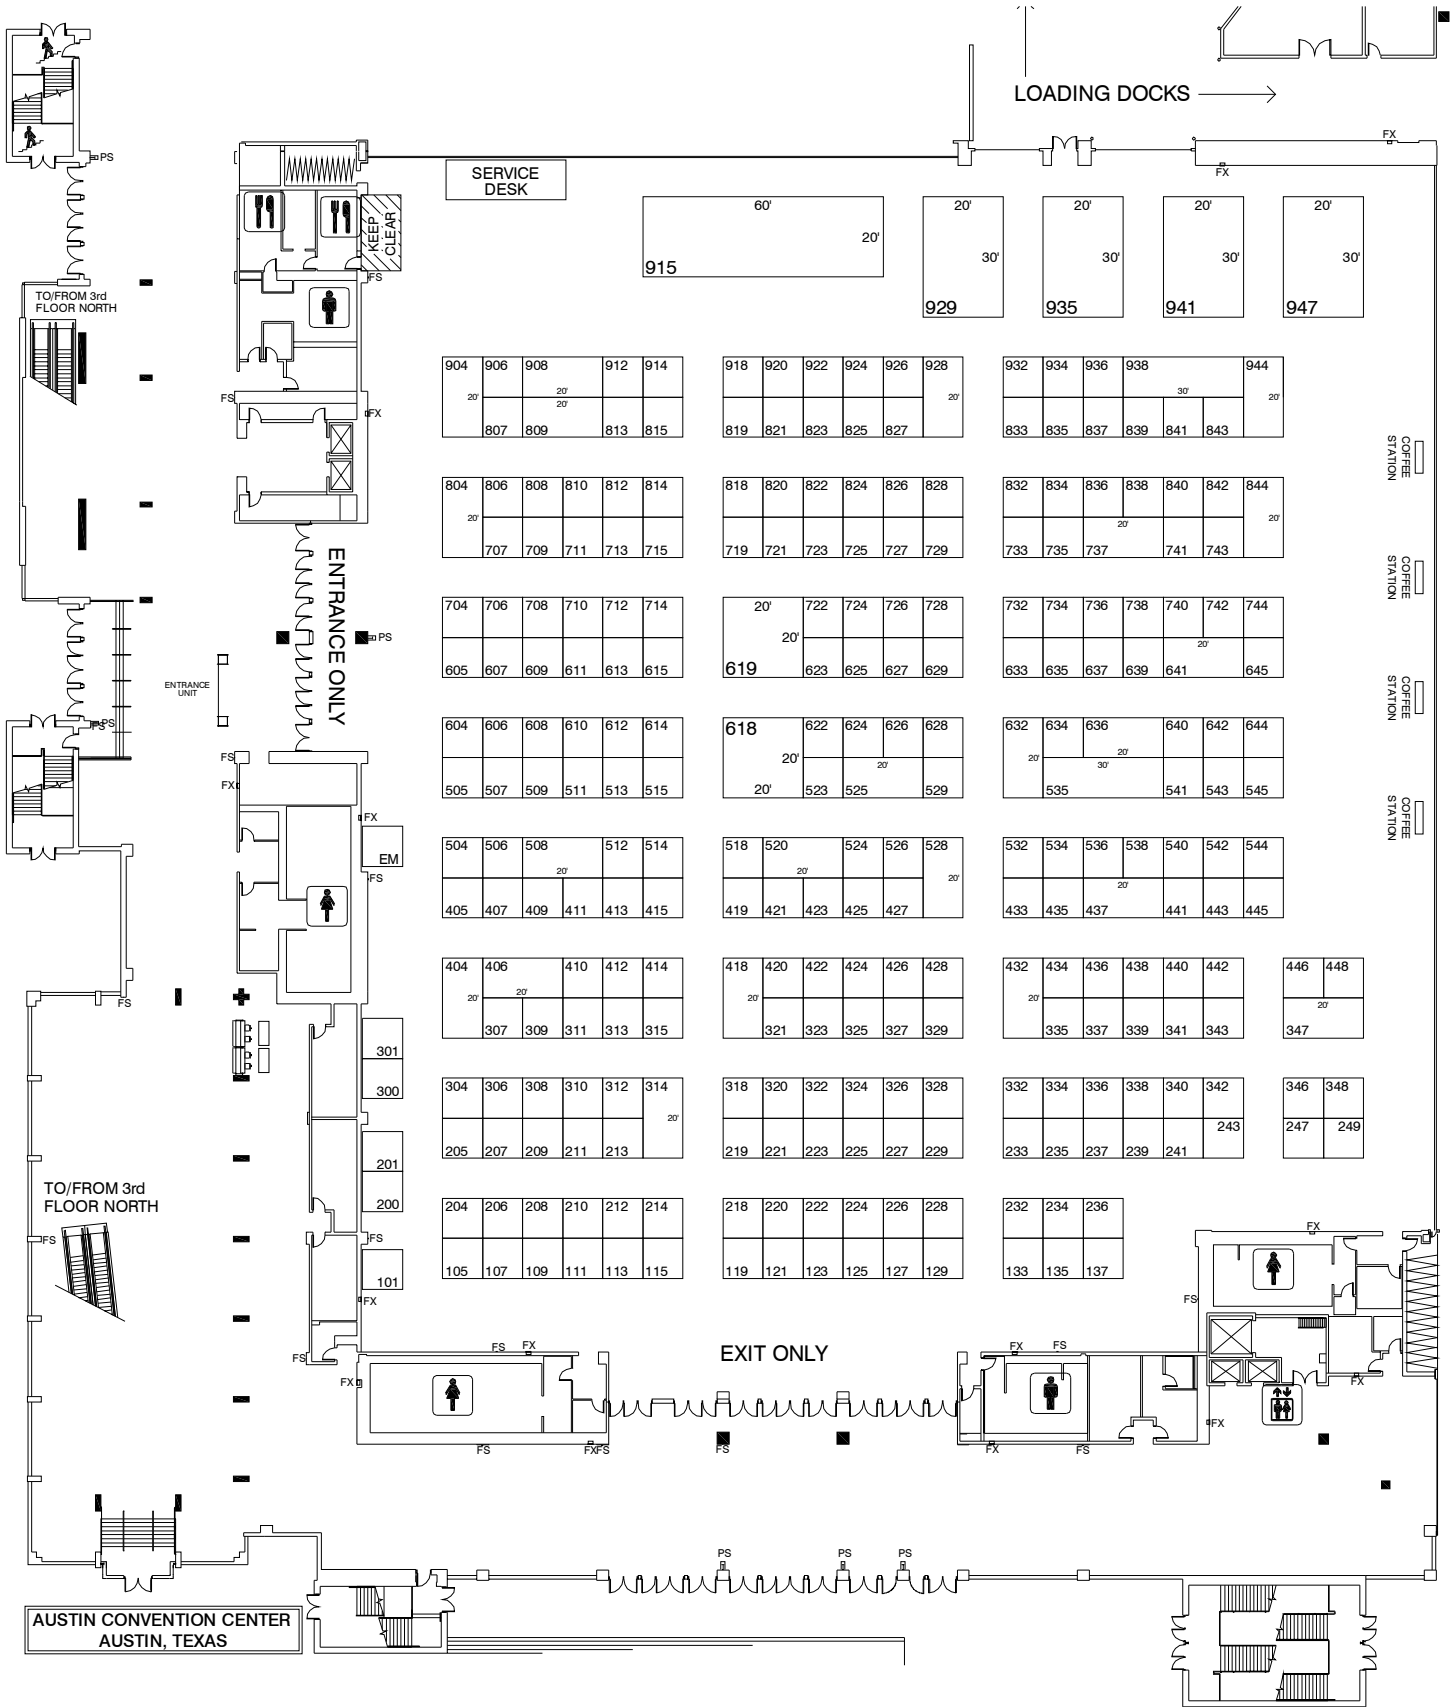 LOADING DOCKS
FX
PS
SERVICE
DESK
FX
KEEP
CLEAR
60'
20'
915
20'
30'
929
20'
30'
935
20'
30'
941
20'
30'
947
FS
TO/FROM 3rd
FLOOR NORTH
FS
FX
904 906 908 912 914 918 920 922 924 926 928 932 934 936 938 944
20' 20' 20' 30' 20'
20'
807 809 813 815 819 821 823 825 827 833 835 837 839 841 843
COFFEE
STATION
804 806 808 810 812 814 818 820 822 824 826 828 832 834 836 838 840 842 844
20' 20' 20'
707 709 711 713 715 719 721 723 725 727 729 733 735 737 741 743
COFFEE
STATION
ENTRANCE ONLY
PS
704 706 708 710 712 714 20' 722 724 726 728 732 734 736 738 740 742 744
20' 20'
605 607 609 611 613 615 619 623 625 627 629 633 635 637 639 641 645
ENTRANCE
UNIT
COFFEE
STATION
PS
FS
604 606 608 610 612 614 618 622 624 626 628 632 634 636 640 642 644
20' 20' 20' 20'
30'
505 507 509 511 513 515 20' 523 525 529 535 541 543 545
FS
FX
FX
COFFEE
STATION
EM
FS
504 506 508 512 514 518 520 524 526 528 532 534 536 538 540 542 544
20' 20' 20' 20'
405 407 409 411 413 415 419 421 423 425 427 433 435 437 441 443 445
404 406 410 412 414 418 420 422 424 426 428 432 434 436 438 440 442 446 448
20' 20' 20' 20' 20'
307 309 311 313 315 321 323 325 327 329 335 337 339 341 343 347
FS
301
300
304 306 308 310 312 314 318 320 322 324 326 328 332 334 336 338 340 342 346 348
20'
205 207 209 211 213 219 221 223 225 227 229 233 235 237 239 241 243 247 249
201
200
TO/FROM 3rd
FLOOR NORTH
FS
FS
204 206 208 210 212 214 218 220 222 224 226 228 232 234 236
105 107 109 111 113 115 119 121 123 125 127 129 133 135 137
101
FX
FX
FS
FS
FS FX
EXIT ONLY
FX FS
FX
FX
FX
FS
FXFS
FS
FX
FS
PS
PS
PS
AUSTIN CONVENTION CENTER
AUSTIN, TEXAS